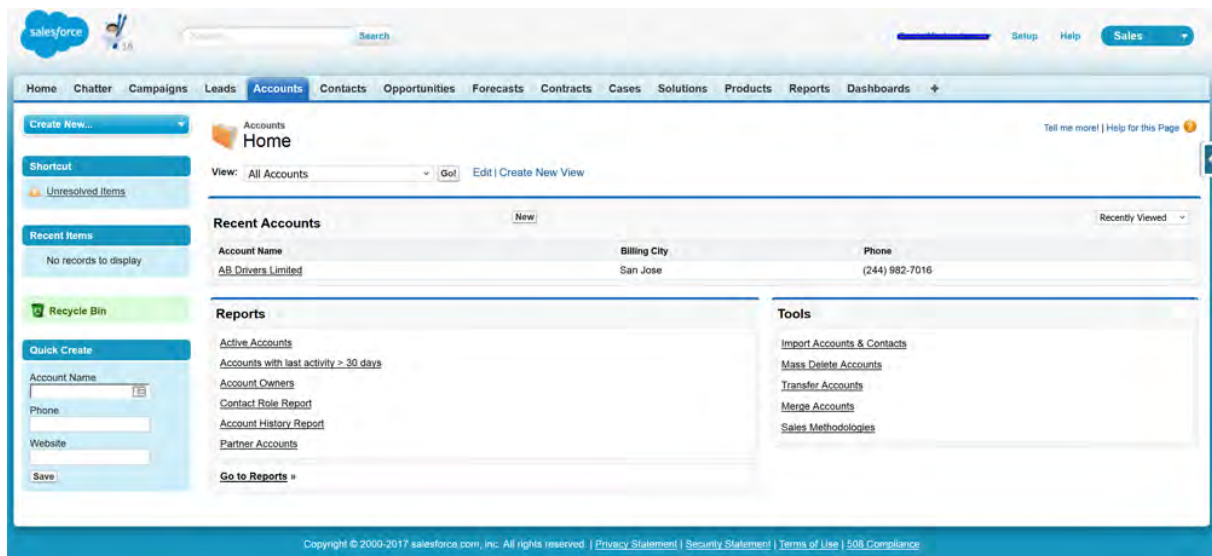 salesforce
Search
Setup Help Sales
Home Chatter Campaigns Leads Accounts Contacts Opportunities Forecasts Contracts Cases Solutions Products Reports Dashboards +
Create New...
Accounts
Home
Tell me more! | Help for this Page
View: All Accounts Go! Edit | Create New View
Shortcut
Unresolved Items
Recent Items
No records to display
Recycle Bin
Quick Create
Account Name
Phone
Website
Save
Recent Accounts New Recently Viewed
Account Name Billing City Phone
AB Drivers Limited San Jose (244) 982-7016
Reports
Active Accounts
Accounts with last activity > 30 days
Account Owners
Contact Role Report
Account History Report
Partner Accounts
Go to Reports »
Tools
Import Accounts & Contacts
Mass Delete Accounts
Transfer Accounts
Merge Accounts
Sales Methodologies
Copyright © 2000-2017 salesforce.com, inc. All rights reserved. | Privacy Statement | Security Statement | Terms of Use | 508 Compliance